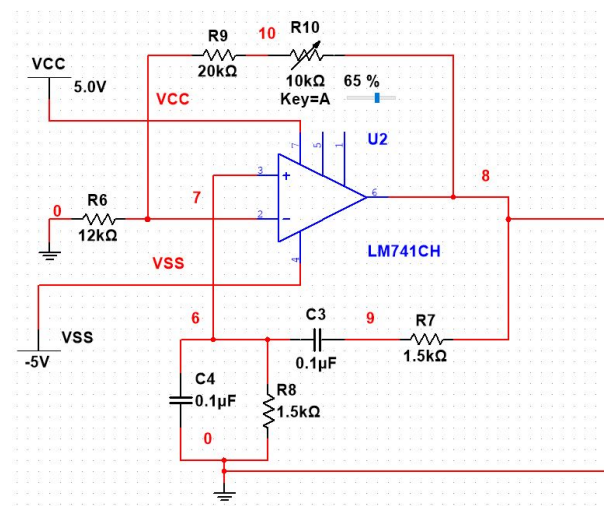 10 R10
R9
20kΩ
10kΩ 65 %
Key=A
VCC
5.0V
VCC
7 5 1
U2
3
+
6
8
7
2
−
0
R6
12kΩ
4
LM741CH
VSS
VSS
-5V
6
C3
9
R7
0.1µF
1.5kΩ
C4
0.1µF
R8
1.5kΩ
0